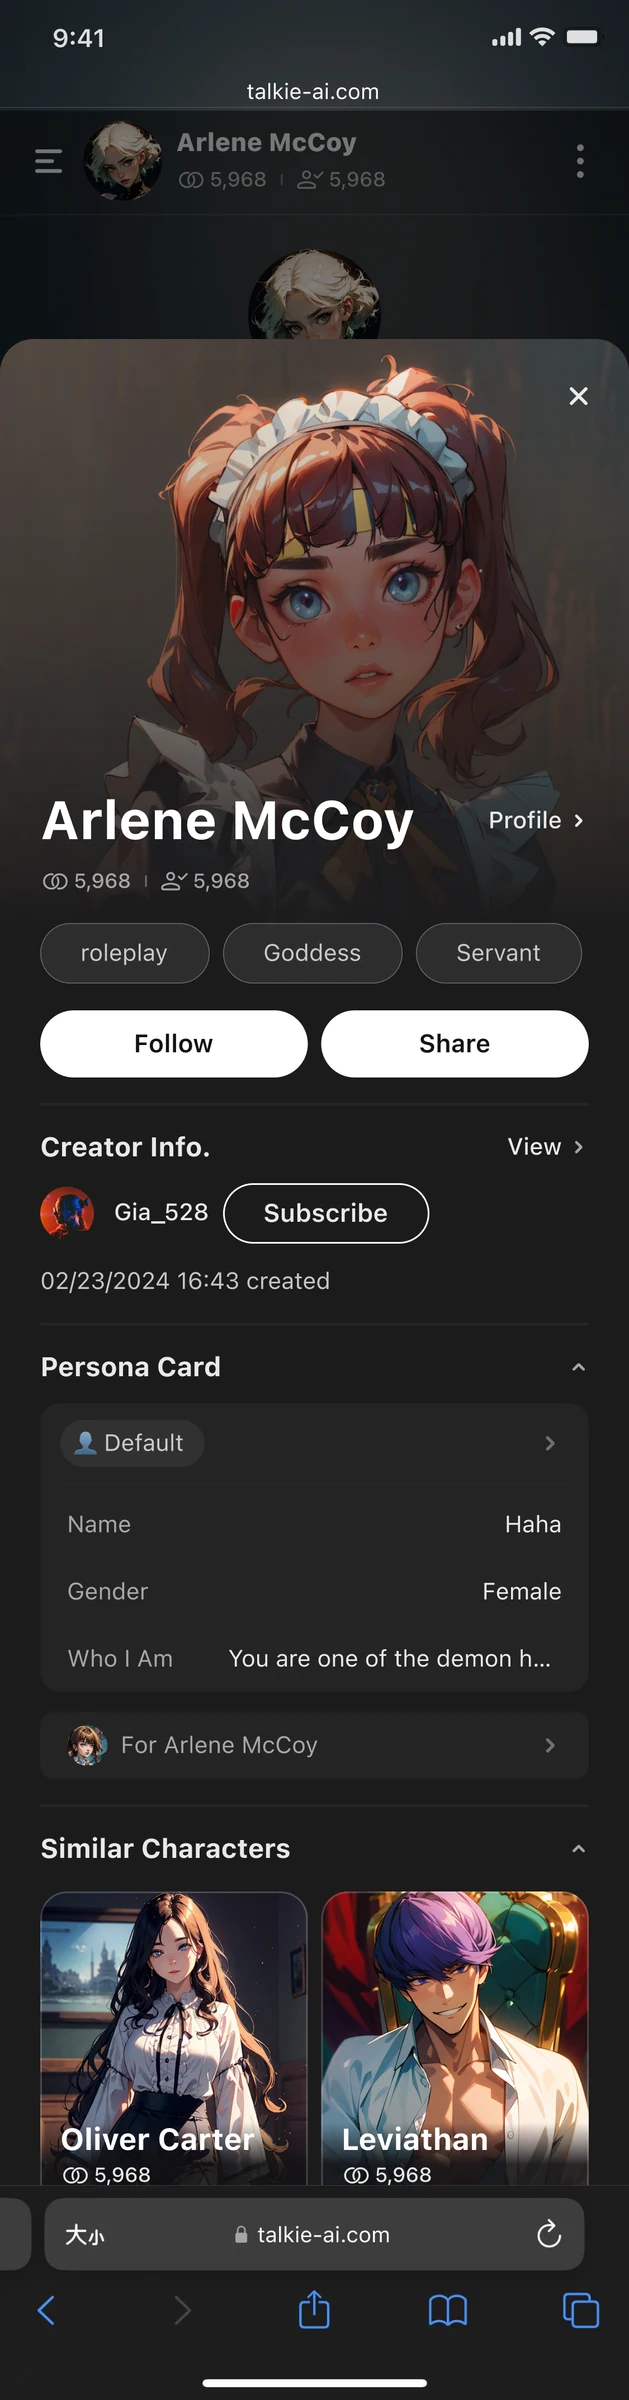 9:41
talkie-ai.com
Arlene McCoy
5,968 5,968
Arlene McCoy
Profile
5,968 5,968
roleplay Goddess Servant
Follow Share
Creator Info. View
Gia_528 Subscribe
02/23/2024 16:43 created
Persona Card
Default
Name Haha
Gender Female
Who I Am You are one of the demon h...
For Arlene McCoy
Similar Characters
Oliver Carter Leviathan
5,968 5,968
大小 talkie-ai.com